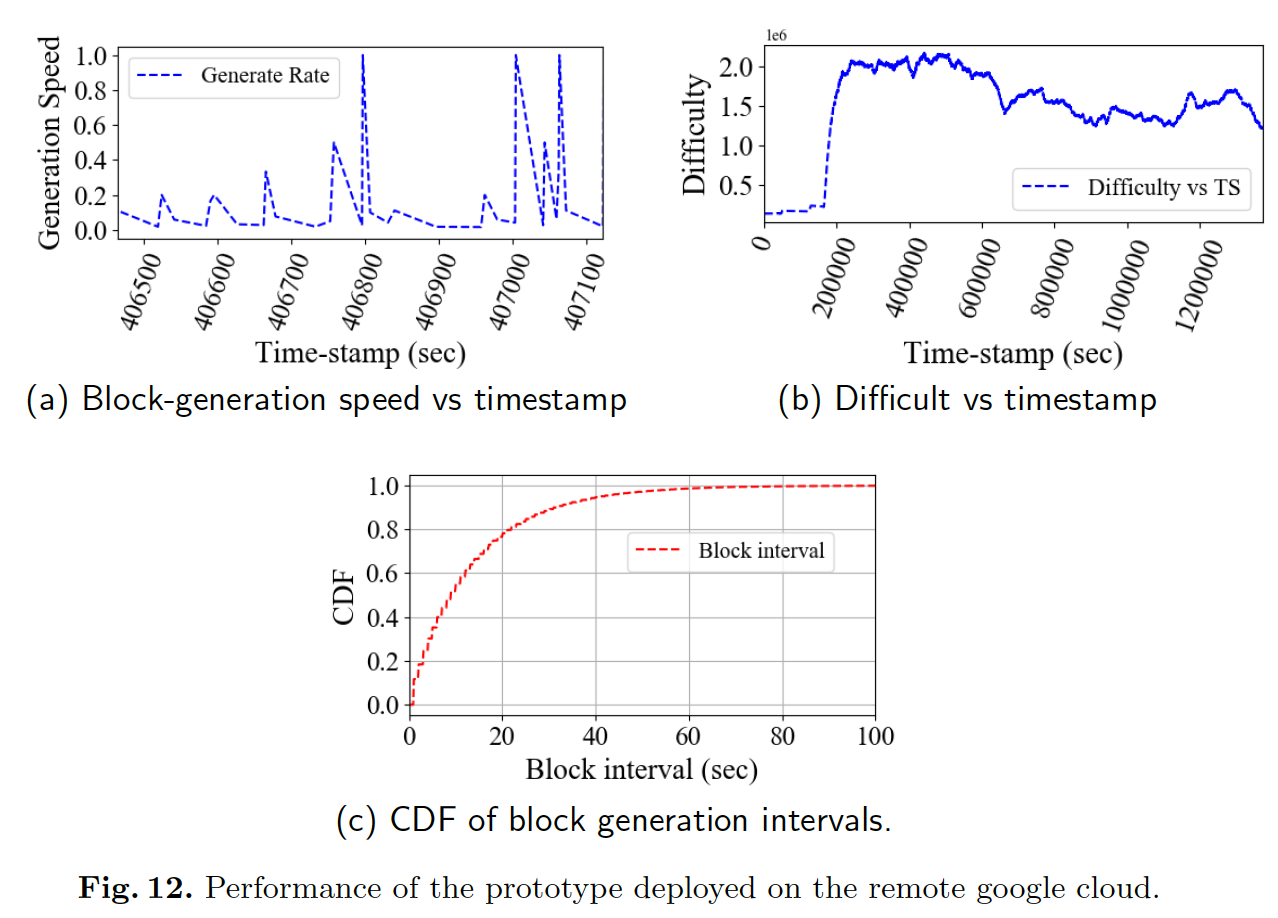 Generation Speed
1.0
0.8
0.6
0.4
0.2
0.0
Generate Rate
406500
406600
406700
406800
406900
407000
407100
Time-stamp (sec)
(a) Block-generation speed vs timestamp
1e6
Difficulty
2.0
1.5
1.0
0.5
Difficulty vs TS
0
200000
400000
600000
800000
1000000
1200000
Time-stamp (sec)
(b) Difficult vs timestamp
CDF
1.0
0.8
0.6
0.4
0.2
0.0
Block interval
0 20 40 60 80 100
Block interval (sec)
(c) CDF of block generation intervals.
Fig. 12. Performance of the prototype deployed on the remote google cloud.